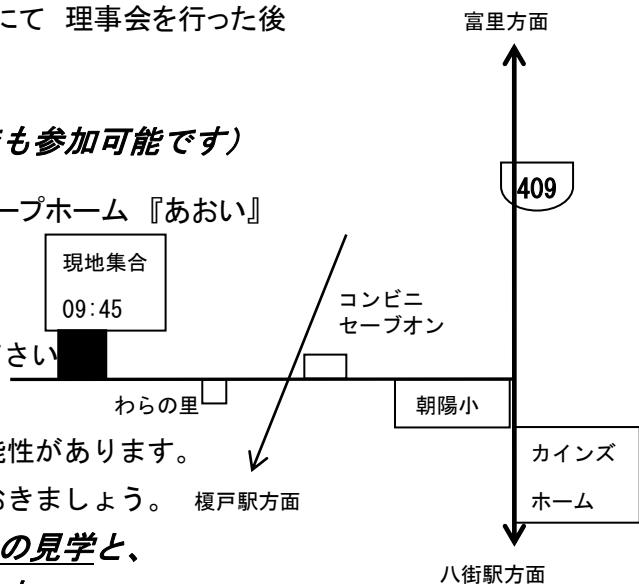 にて 理事会を行った後
富里方面
も参加可能です）
409
ープホーム 『あおい』
現地集合
09：45
コンビニ
セーブオン
さい
わらの里
朝陽小
能性があります。
カインズ
ホーム
おきましょう。
榎戸駅方面
の見学と、
八街駅方面